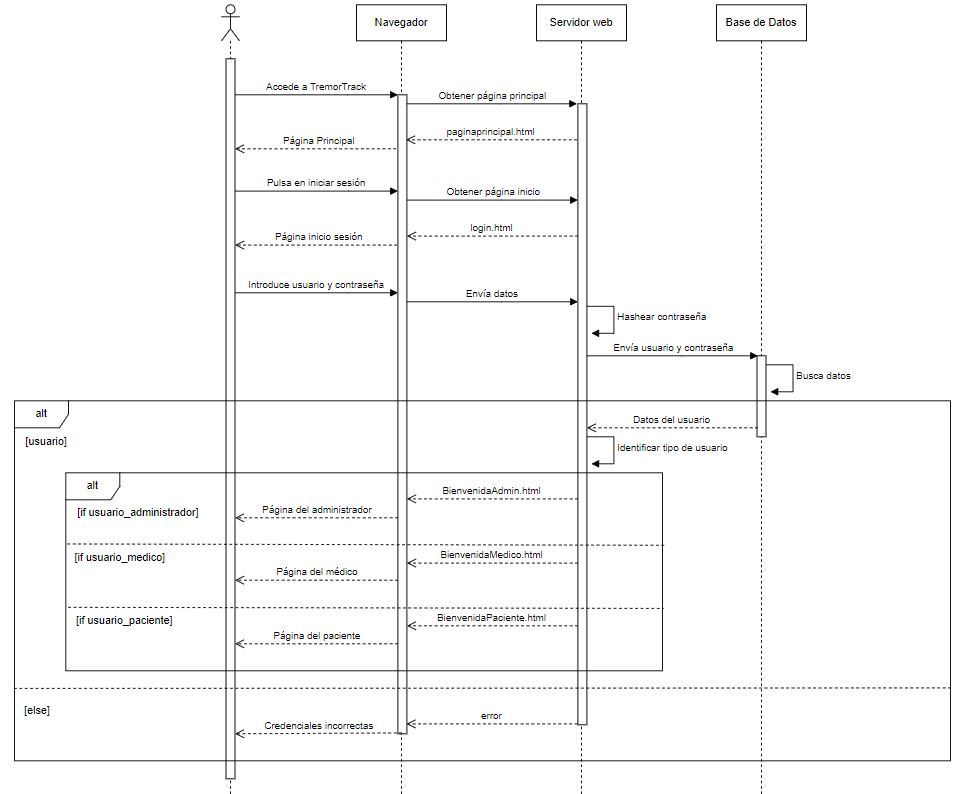 Navegador
Servidor web
Base de Datos
Accede a TremorTrack
Obtener página principal
paginaprincipal.html
Página Principal
Pulsa en iniciar sesión
Obtener página inicio
login.html
Página inicio sesión
Introduce usuario y contraseña
Envía datos
Hashear contraseña
Envía usuario y contraseña
Busca datos
alt
Datos del usuario
[usuario]
Identificar tipo de usuario
alt
BienvenidaAdmin.html
[if usuario_administrador]
Página del administrador
[if usuario_medico]
BienvenidaMedico.html
Página del médico
[if usuario_paciente]
BienvenidaPaciente.html
Página del paciente
[else]
error
Credenciales incorrectas